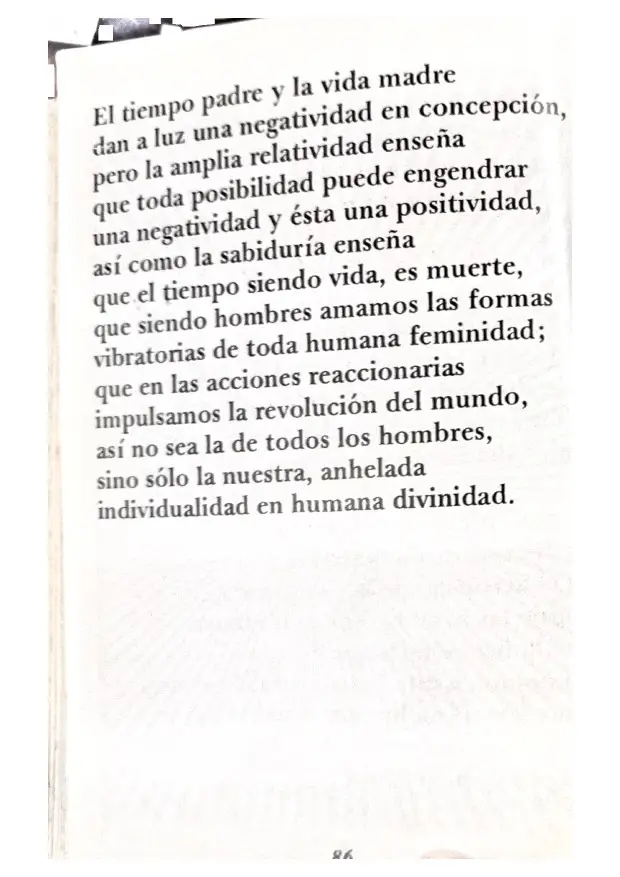 El tiempo padre y la vida madre
dan a luz una negatividad en concepción,
pero la amplia relatividad enseña
que toda posibilidad puede engendrar
una negatividad y ésta una positividad,
así como la sabiduría enseña
que el tiempo siendo vida, es muerte,
que siendo hombres amamos las formas
vibratorias de toda humana feminidad;
que en las acciones reaccionarias
impulsamos la revolución del mundo,
así no sea la de todos los hombres,
sino sólo la nuestra, anhelada
individualidad en humana divinidad.
86